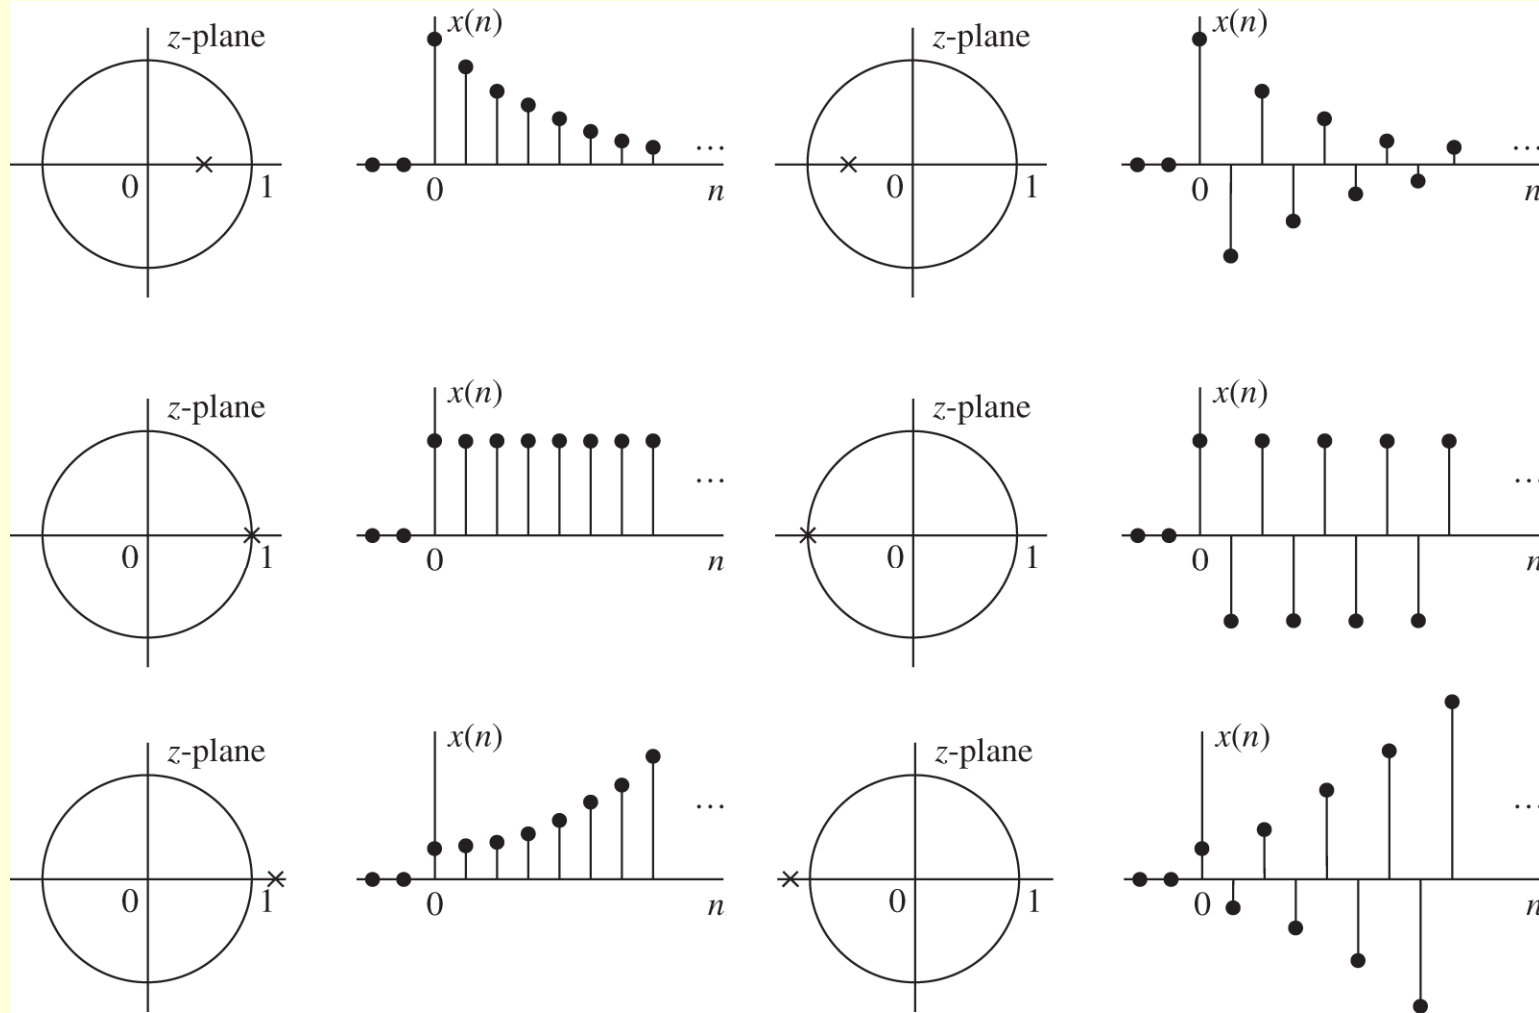 z-plane x(n) z-plane x(n)
... ...
0 1 0 n 0 1 0 n
z-plane x(n) z-plane x(n)
... ...
0 1 0 n 0 1 0 n
z-plane x(n) z-plane x(n)
... ...
0 1 0 n 0 1 0 n